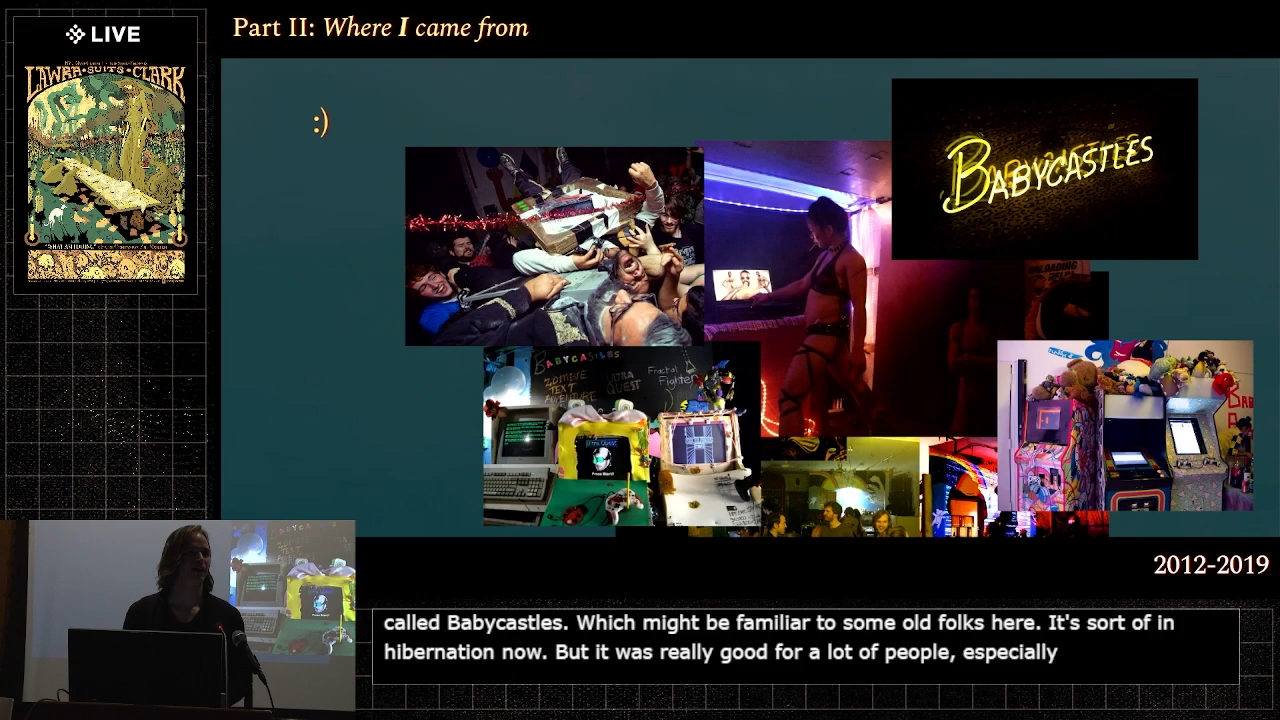 LIVE
LAWRA·SUITS·CLARK
Part II: Where I came from
:)
BABYCASTLES
BABYCASTLES
ZOMBYE
TEXT
ADVENTURE
ULTRA
QUEST
Fractal
Fighter
2012-2019
called Babycastles. Which might be familiar to some old folks here. It's sort of in
hibernation now. But it was really good for a lot of people, especially